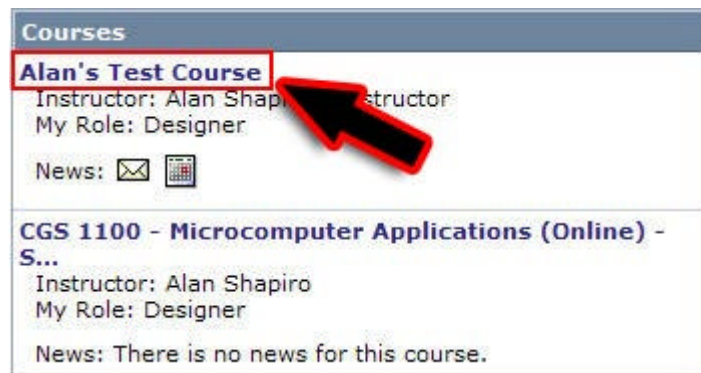 Courses
Alan's Test Course
Instructor: Alan structor
My Role: Designer
News:
CGS 1100 - Microcomputer Applications (Online) -
S...
Instructor: Alan Shapiro
My Role: Designer
News: There is no news for this course.